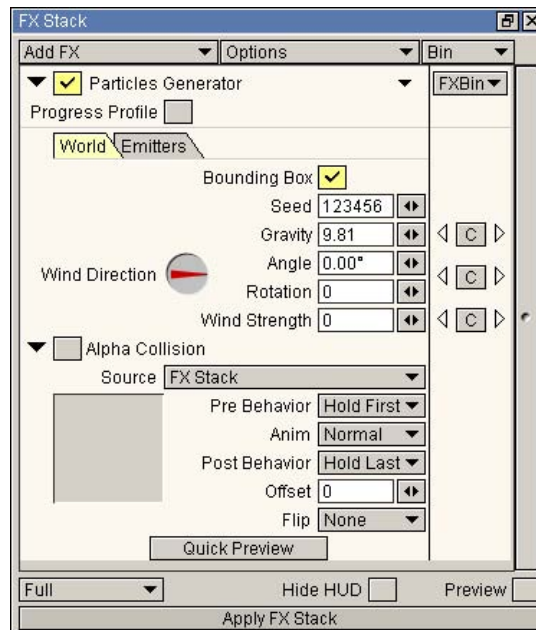 FX Stack
Add FX Options Bin
Particles Generator FXBin
Progress Profile
World Emitters
Bounding Box
Seed 123456
Gravity 9.81 C
Wind Direction Angle 0.00° C
Rotation 0
Wind Strength 0 C
Alpha Collision
Source FX Stack
Pre Behavior Hold First
Anim Normal
Post Behavior Hold Last
Offset 0
Flip None
Quick Preview
Full Hide HUD Preview
Apply FX Stack